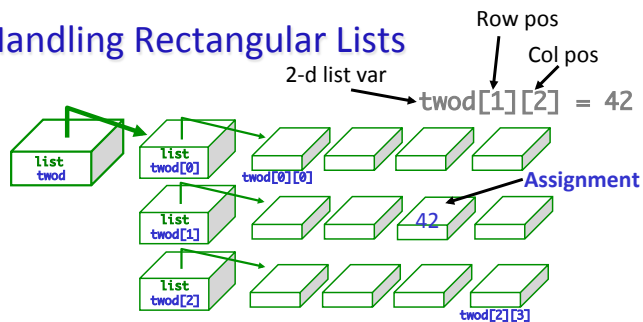 Handling Rectangular Lists
Row pos
Col pos
2-d list var
twod[1][2] = 42
list
twod
list
twod[0]
twod[0][0]
Assignment
list
twod[1]
42
list
twod[2]
twod[2][3]